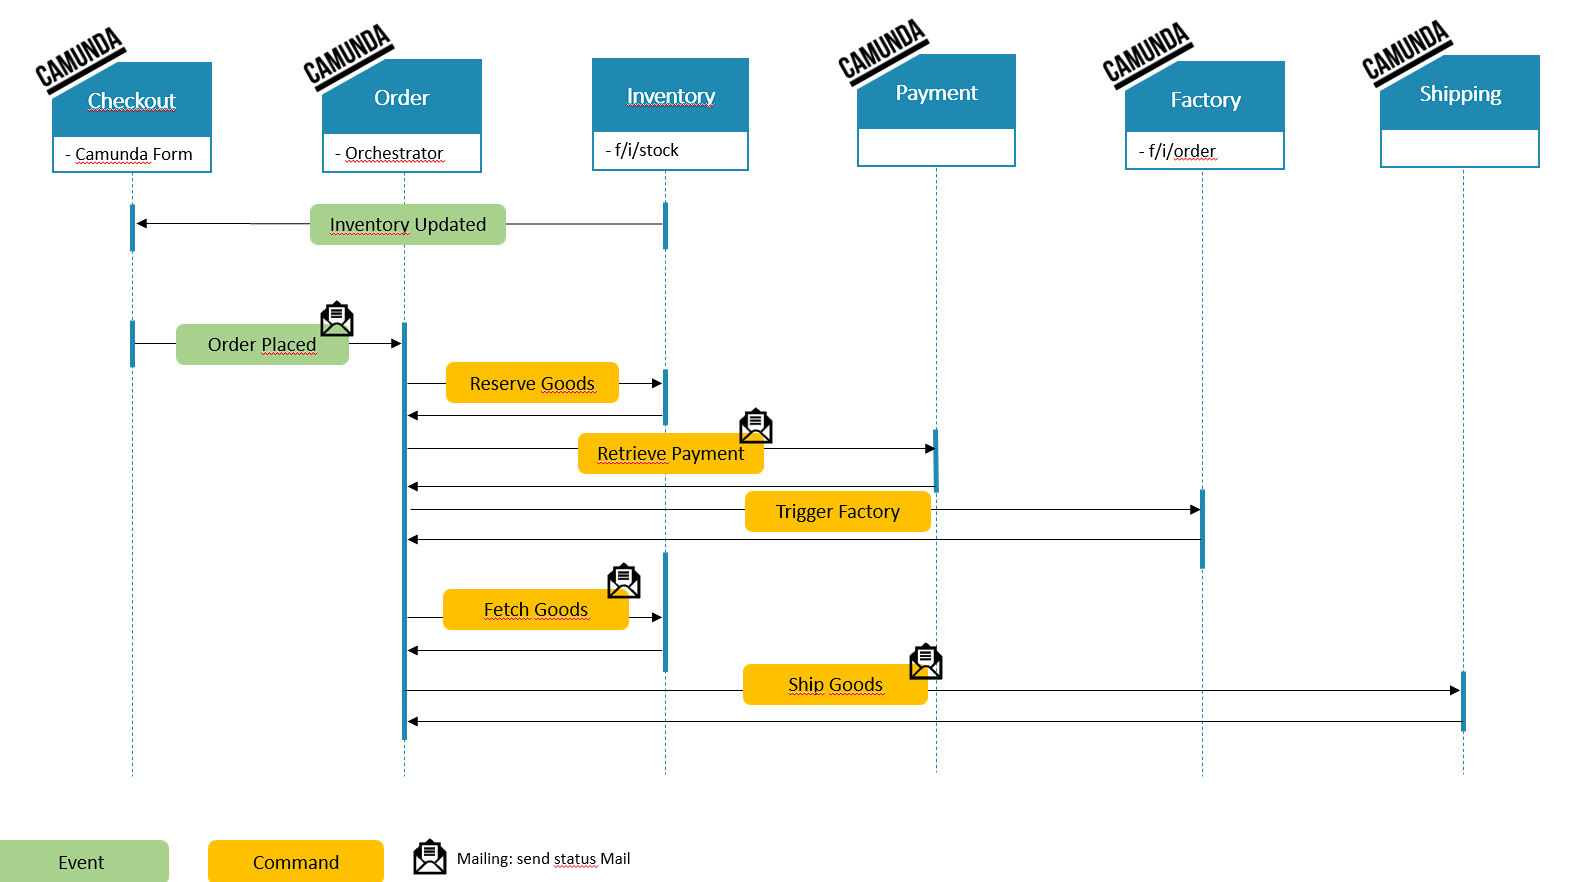 CAMUNDA
CAMUNDA
CAMUNDA
CAMUNDA
CAMUNDA
Checkout
Order
Inventory
Payment
Factory
Shipping
- Camunda Form
- Orchestrator
- f/i/stock
- f/i/order
Inventory Updated
Order Placed
Reserve Goods
Retrieve Payment
Trigger Factory
Fetch Goods
Ship Goods
Event
Command
Mailing: send status Mail